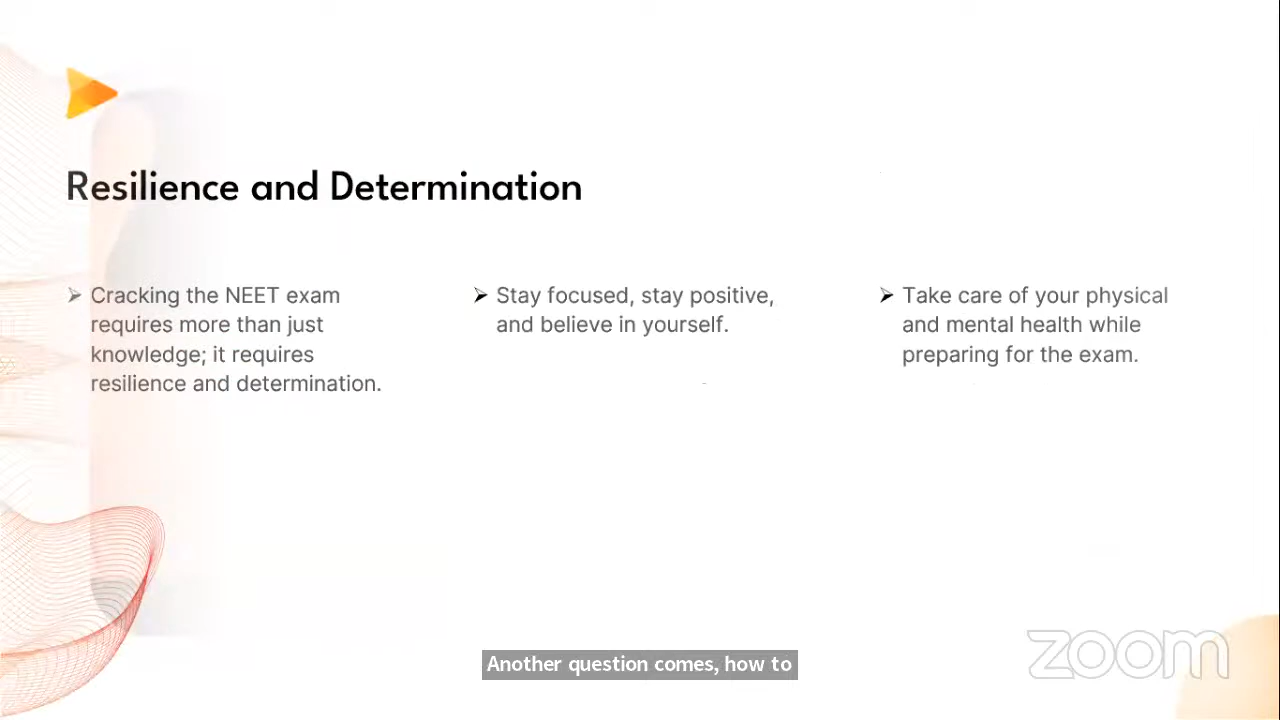 Resilience and Determination
Cracking the NEET exam
requires more than just
knowledge; it requires
resilience and determination.
Stay focused, stay positive,
and believe in yourself.
Take care of your physical
and mental health while
preparing for the exam.
Another question comes, how to
zoom